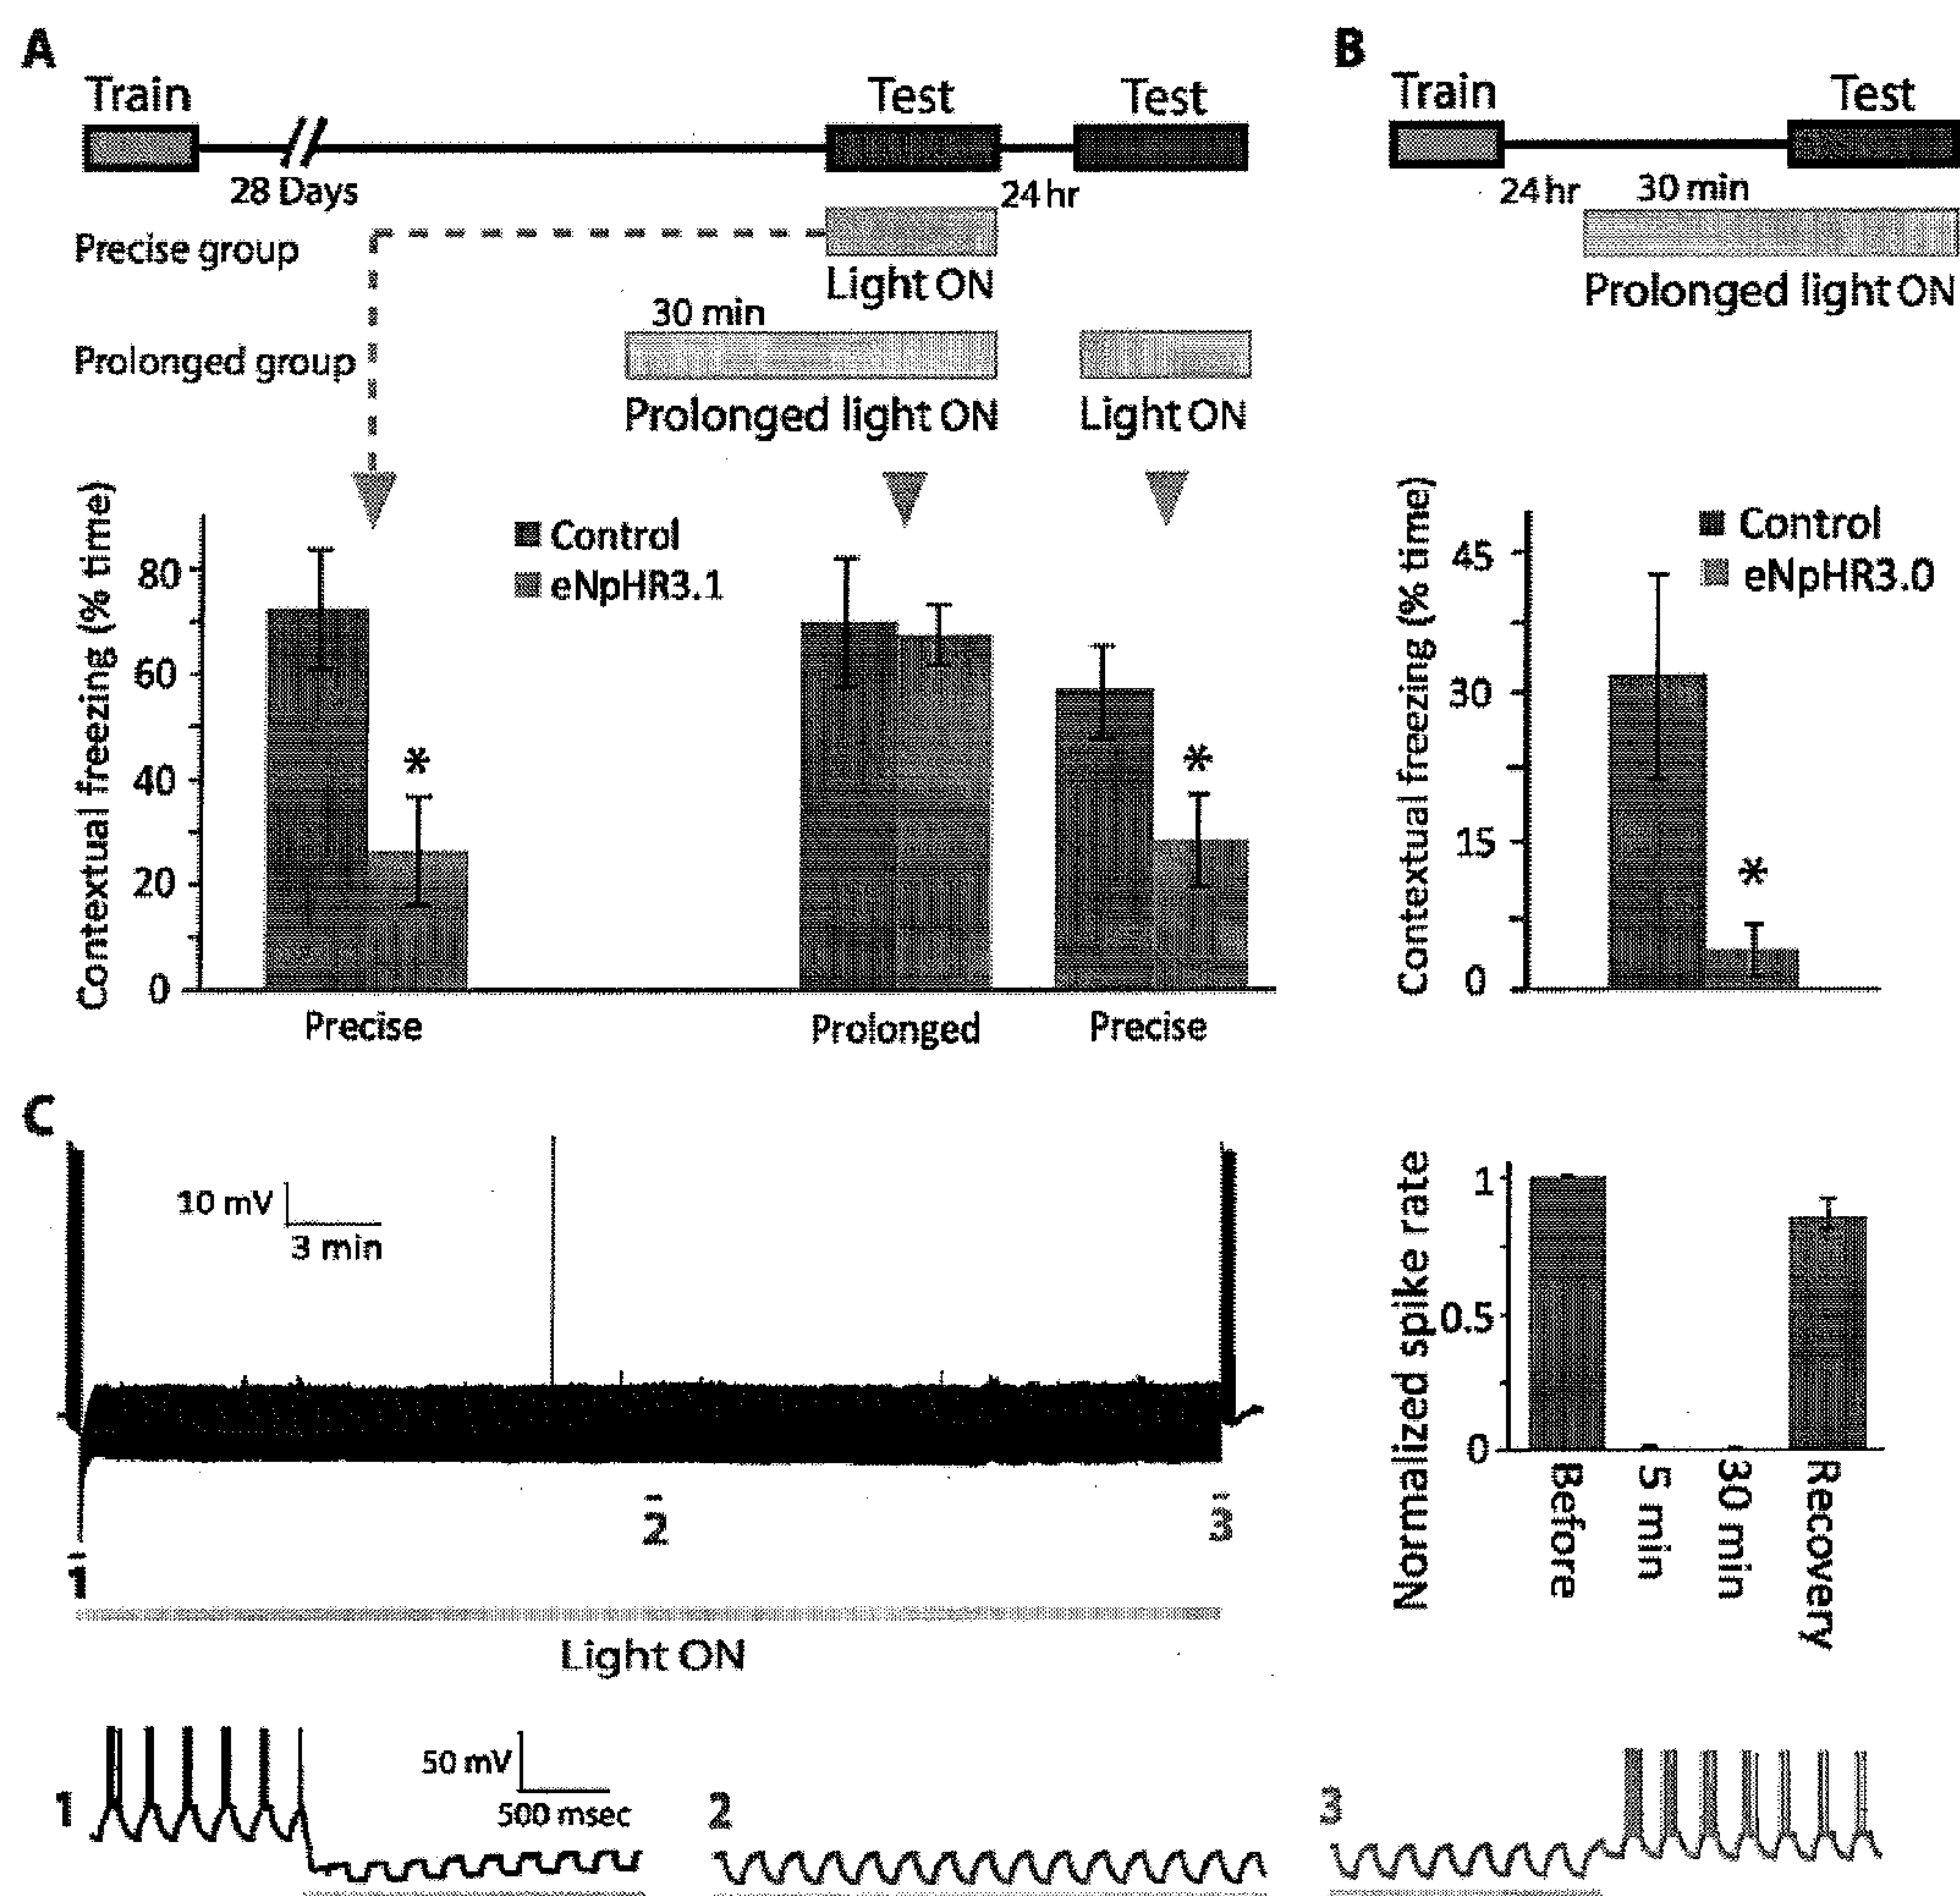 A
Train
Test
Test
28 Days
24 hr
Precise group
Light ON
30 min
Prolonged group
Prolonged light ON
Light ON
Contextual freezing (% time)
80
60
40
20
0
Control
eNpHR3.1
*
*
Precise
Prolonged
Precise
B
Train
Test
24 hr
30 min
Prolonged light ON
Contextual freezing (% time)
45
30
15
0
Control
eNpHR3.0
*
C
10 mV
3 min
1
2
3
Light ON
Normalized spike rate
1
0.5
0
Before
5 min
30 min
Recovery
1
50 mV
500 msec
2
3